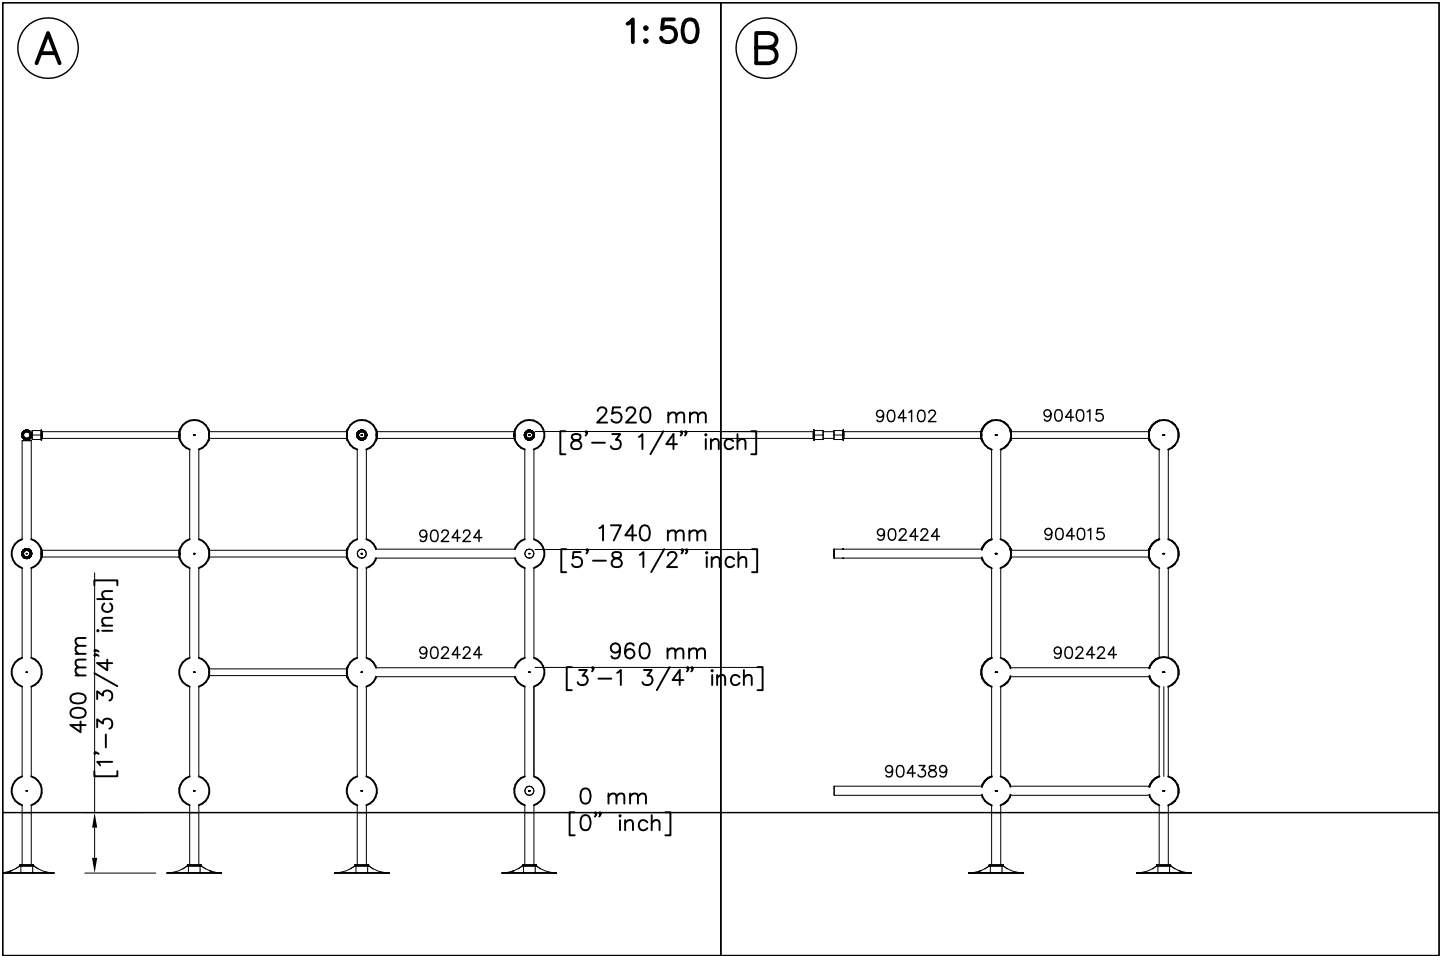 A
1:50
B
2520 mm
[8'-3 1/4" inch]
904102
904015
902424
1740 mm
[5'-8 1/2" inch]
902424
904015
902424
960 mm
[3'-1 3/4" inch]
902424
400 mm
[1'-3 3/4" inch]
904389
0 mm
[0" inch]